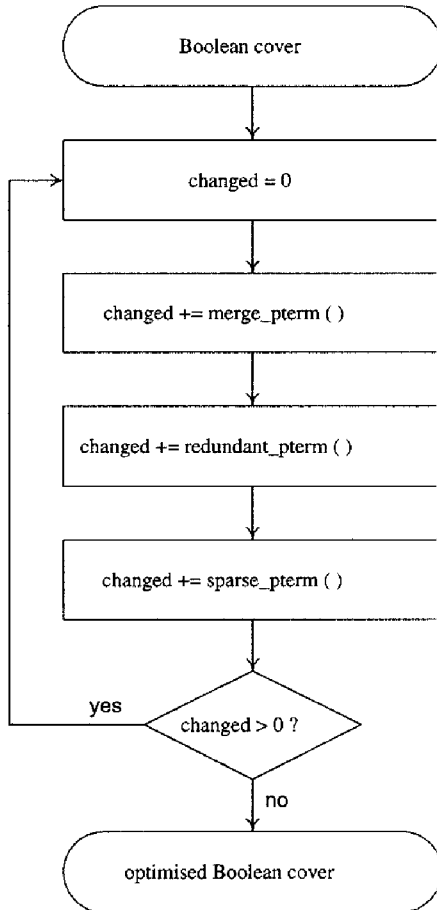 Boolean cover
changed = 0
changed += merge_pterm ( )
changed += redundant_pterm ( )
changed += sparse_pterm ( )
yes
changed > 0 ?
no
optimised Boolean cover